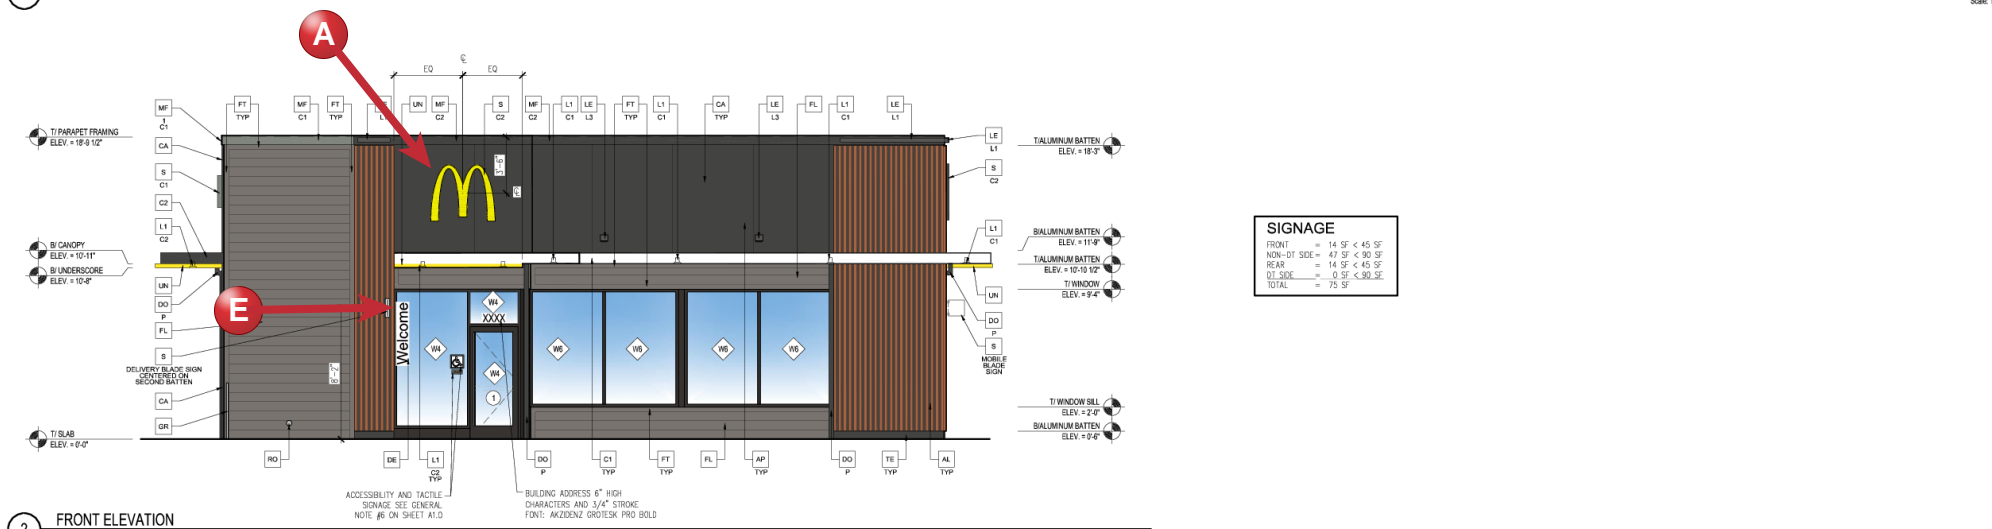 Scale: 1
A
EQ
EQ
FT
TYP
MF
C1
FT
TYP
LE
L1
UN
MF
C2
S
C2
MF
C2
L1
C1
LE
L3
FT
TYP
L1
C1
CA
TYP
LE
L3
FL
L1
C1
LE
L1
MF
1
C1
CA
S
C1
C2
L1
C2
UN
DO
P
FL
S
DELIVERY BLADE SIGN
CENTERED ON
SECOND BATTEN
CA
GR
T/ PARAPET FRAMING
ELEV. = 18'-9 1/2"
B/ CANOPY
ELEV. = 10'-11"
B/ UNDERSCORE
ELEV. = 10'-8"
T/ SLAB
ELEV. = 0'-0"
3'-6"
E
Welcome
W4
XXXX
W4
W4
1
W6
W6
W6
W6
8'-2"
LE
L1
S
C2
L1
C1
UN
DO
P
S
MOBILE
BLADE
SIGN
T/ALUMINUM BATTEN
ELEV. = 18'-3"
B/ALUMINUM BATTEN
ELEV. = 11'-9"
T/ALUMINUM BATTEN
ELEV. = 10'-10 1/2"
T/ WINDOW
ELEV. = 9'-4"
T/ WINDOW SILL
ELEV. = 2'-0"
B/ALUMINUM BATTEN
ELEV. = 0'-6"
SIGNAGE
FRONT = 14 SF < 45 SF
NON-DT SIDE = 47 SF < 90 SF
REAR = 14 SF < 45 SF
DT SIDE = 0 SF < 90 SF
TOTAL = 75 SF
RO
DE
L1
C2
TYP
DO
P
C1
TYP
FT
TYP
FL
AP
TYP
DO
P
TE
TYP
AL
TYP
ACCESSIBILITY AND TACTILE
SIGNAGE SEE GENERAL
NOTE #6 ON SHEET A1.0
BUILDING ADDRESS 6" HIGH
CHARACTERS AND 3/4" STROKE
FONT: AKZIDENZ GROTESK PRO BOLD
2
FRONT ELEVATION